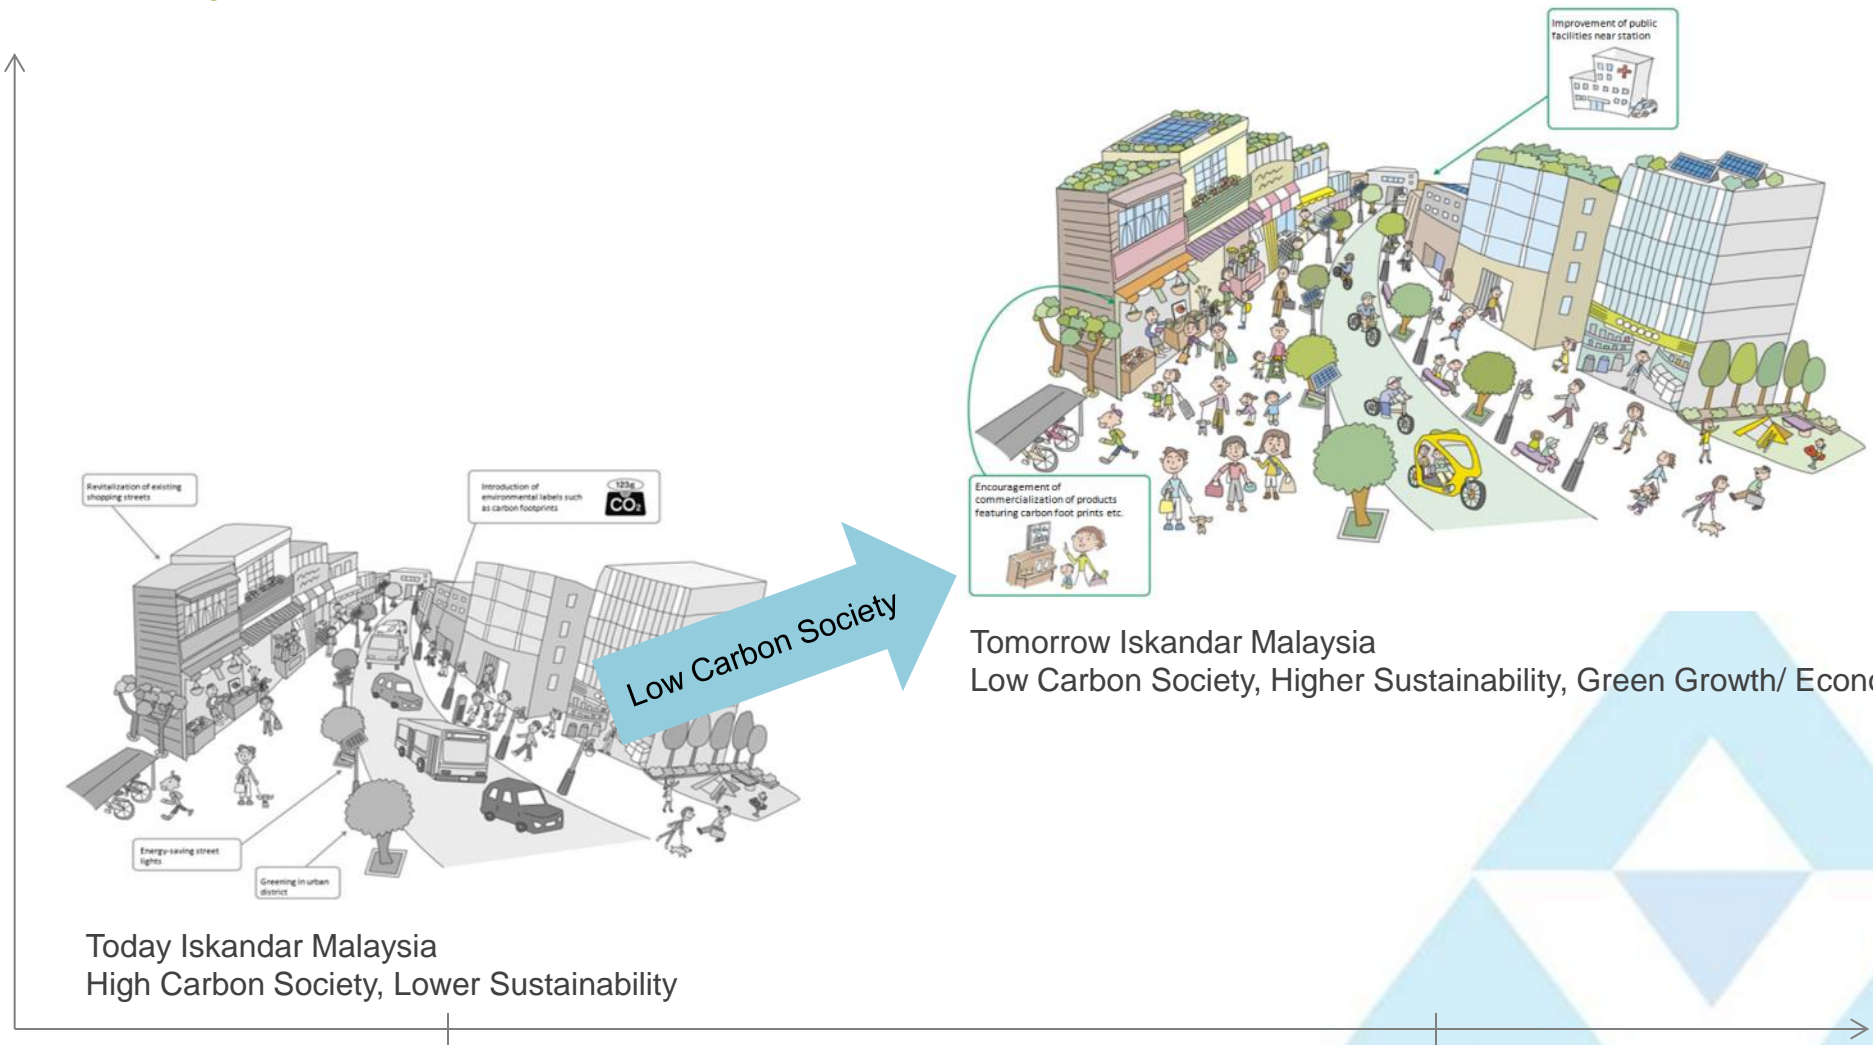 Improvement of public
facilities near station
Revitalization of existing
shopping streets
Introduction of
environmental labels such
as carbon footprints
123g
CO₂
Encouragement of
commercialization of products
featuring carbon foot prints etc.
Low Carbon Society
Tomorrow Iskandar Malaysia
Low Carbon Society, Higher Sustainability, Green Growth/ Econo
Energy-saving street
lights
Greening in urban
district
Today Iskandar Malaysia
High Carbon Society, Lower Sustainability